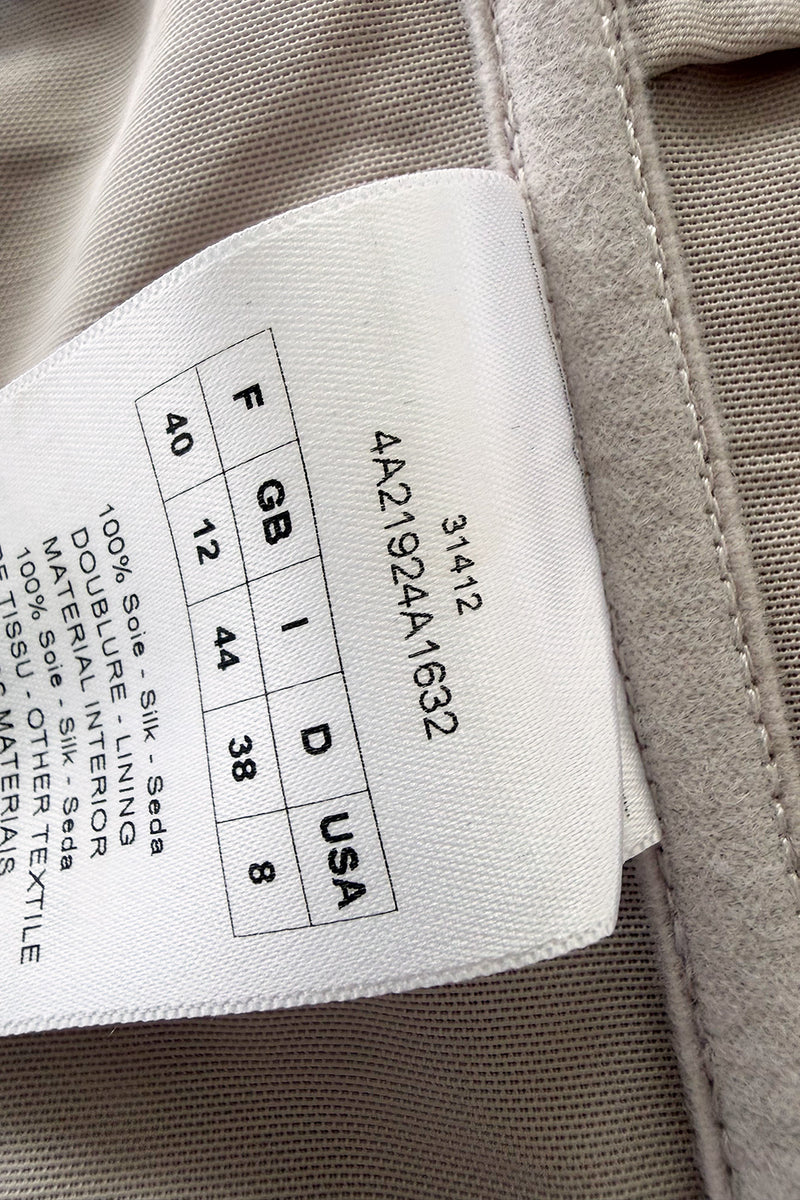 31412
4A21924A1632
F GB I D USA
40 12 44 38 8
100% Soie - Silk - Seda
DOUBLURE - LINING
MATERIAL INTERIOR
100% Soie - Silk - Seda
TISSU - OTHER TEXTILE
MATERIAIS